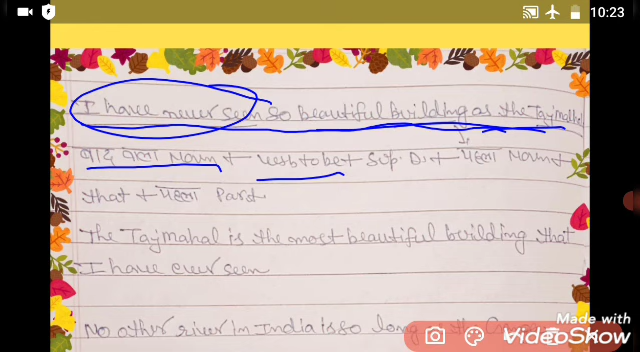 10:23
I have never seen so beautiful building as the Tajmahal
बाद वाला Noun + verb to be + Sup. D. + पहला Noun +
that + पहला Part
The Tajmahal is the most beautiful building that
I have ever seen
No other river in India is so long as the
Made with
VideoShow